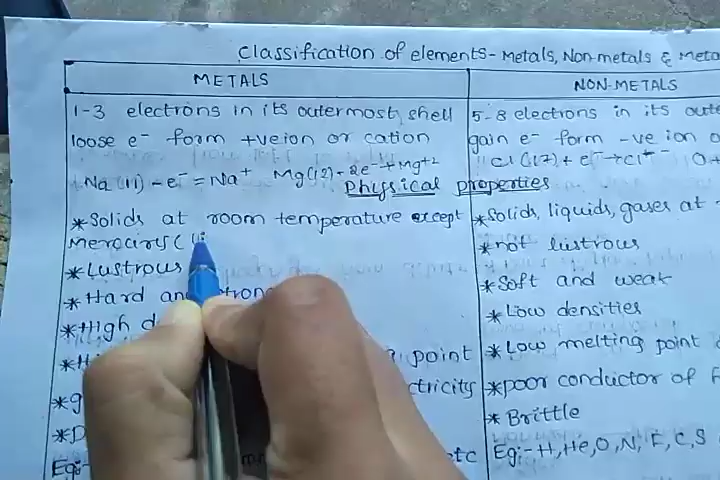 Classification of elements- Metals, Non-metals & Meta
METALS
NON-METALS
1-3 electrons in its outermost shell
loose e⁻ form +ve ion or cation
Na(11) - e⁻ = Na⁺ Mg(12) - 2e⁻ → Mg⁺²
5-8 electrons in its oute
gain e⁻ form -ve ion o
Cl(17) + e⁻ → Cl⁻ O+
Physical properties
*Solids at room temperature except
Mercury(
*Lustrous
*Hard and strong
*High d
point
ctricity
*g
*D
Eg:-
etc
*Solids, liquids, gases at
*not lustrous
*Soft and weak
*Low densities
*Low melting point
*poor conductor of
*Brittle
Eg:- H, He, O, N, F, C, S